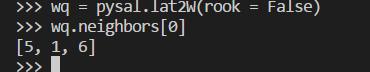 >>> wq = pysal.lat2W(rook = False)
>>> wq.neighbors[0]
[5, 1, 6]
>>>